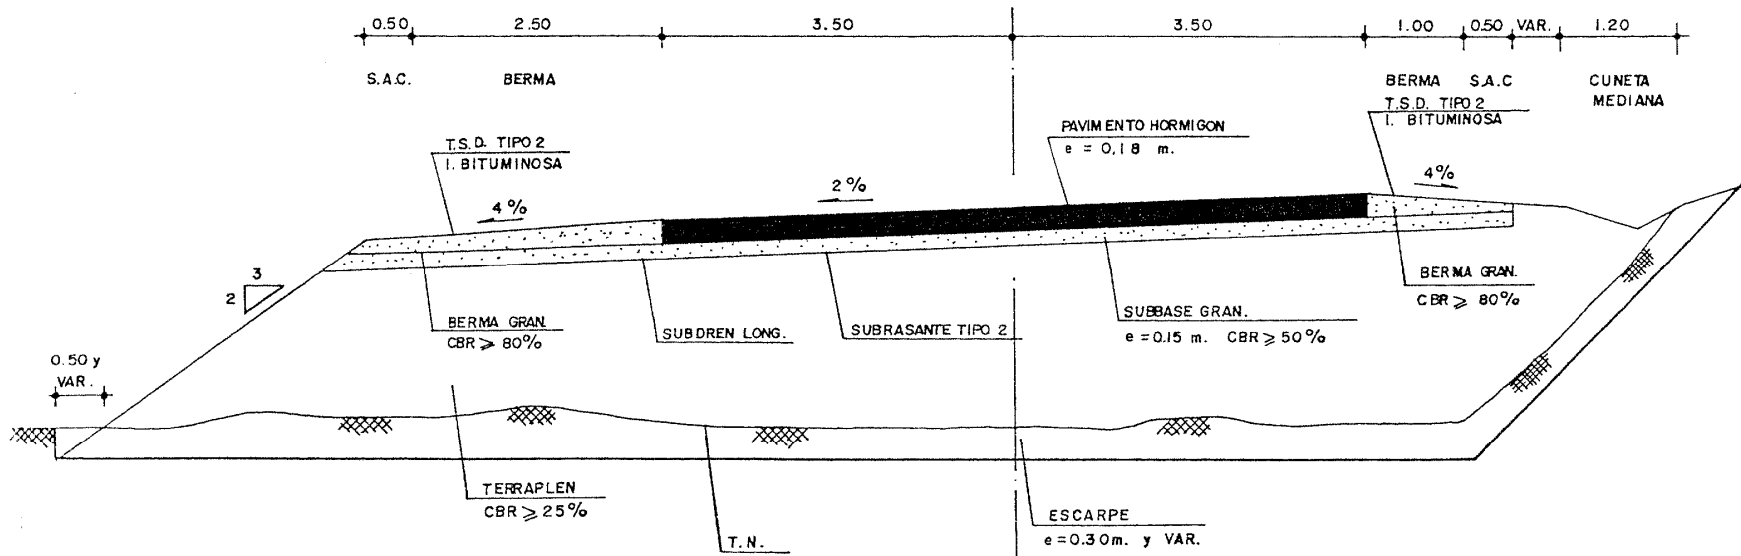 0.50 2.50 3.50 3.50 1.00 0.50 VAR. 1.20
S.A.C. BERMA BERMA S.A.C CUNETA
MEDIANA
T.S.D. TIPO 2
I. BITUMINOSA
PAVIMENTO HORMIGON
e = 0,18 m.
T.S.D. TIPO 2
I. BITUMINOSA
4%
2%
4%
3
2
BERMA GRAN.
CBR ⩾ 80%
SUBDREN LONG.
SUBRASANTE TIPO 2
SUBBASE GRAN.
e = 0.15 m. CBR ⩾ 50%
BERMA GRAN.
CBR ⩾ 80%
0.50 y
VAR.
TERRAPLEN
CBR ⩾ 25%
T.N.
ESCARPE
e = 0.30m. y VAR.